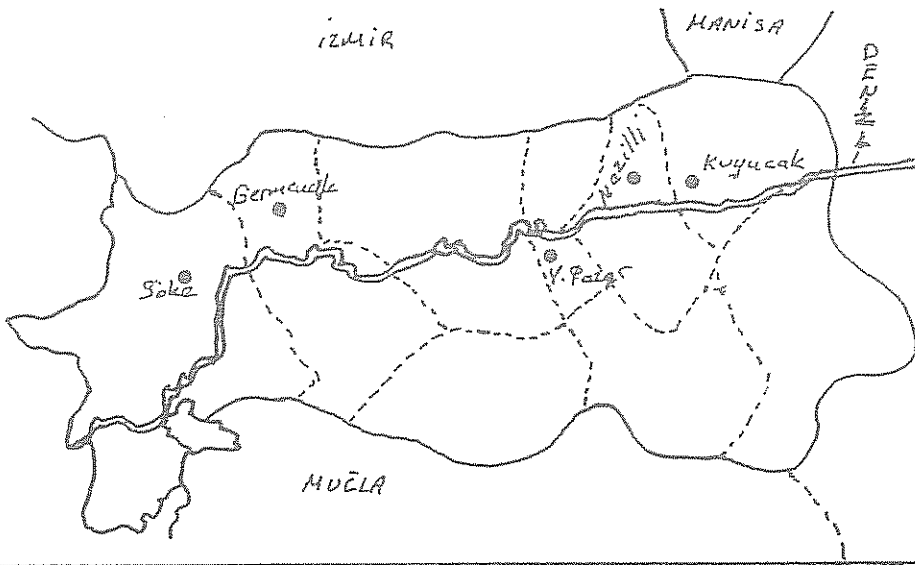 İZMİR
MANİSA
DENİZLİ
Nazilli
Kuyucak
Germencik
Söke
Y. Pazar
MUĞLA